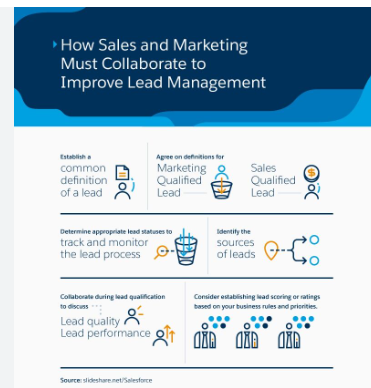 How Sales and Marketing
Must Collaborate to
Improve Lead Management
Establish a
common
definition
of a lead
Agree on definitions for
Marketing
Qualified
Lead
Sales
Qualified
Lead
Determine appropriate lead statuses to
track and monitor
the lead process
Identify the
sources
of leads
Collaborate during lead qualification
to discuss
Lead quality
Lead performance
Consider establishing lead scoring or ratings
based on your business rules and priorities.
Source: slideshare.net/Salesforce